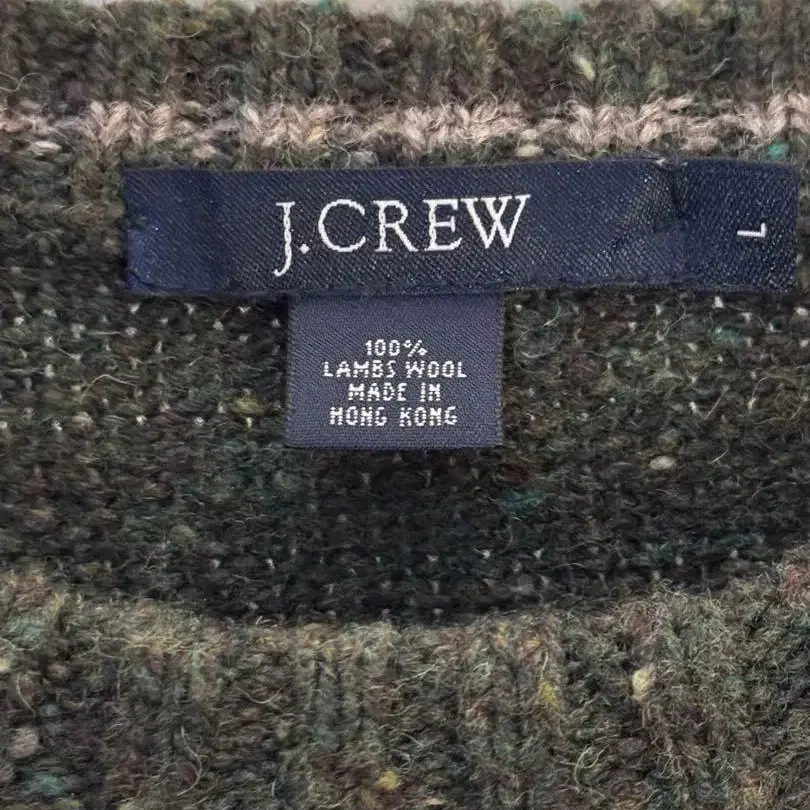 J.CREW
L
100%
LAMBS WOOL
MADE IN
HONG KONG